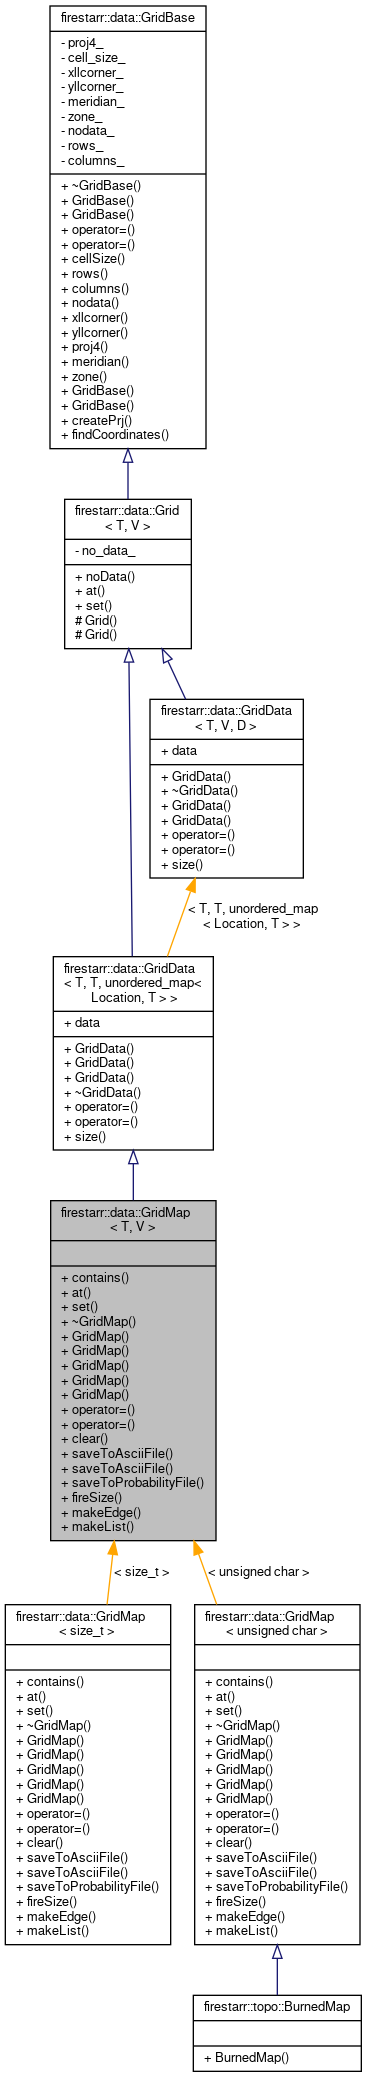 firestarr::data::GridBase
- proj4_
- cell_size_
- xllcorner_
- yllcorner_
- meridian_
- zone_
- nodata_
- rows_
- columns_
+ ~GridBase()
+ GridBase()
+ GridBase()
+ operator=()
+ operator=()
+ cellSize()
+ rows()
+ columns()
+ nodata()
+ xllcorner()
+ yllcorner()
+ proj4()
+ meridian()
+ zone()
+ GridBase()
+ GridBase()
+ createPrj()
+ findCoordinates()
firestarr::data::Grid
< T, V >
- no_data_
+ noData()
+ at()
+ set()
# Grid()
# Grid()
firestarr::data::GridData
< T, V, D >
+ data
+ GridData()
+ ~GridData()
+ GridData()
+ GridData()
+ operator=()
+ operator=()
+ size()
< T, T, unordered_map
< Location, T > >
firestarr::data::GridData
< T, T, unordered_map<
Location, T > >
+ data
+ GridData()
+ GridData()
+ GridData()
+ ~GridData()
+ operator=()
+ operator=()
+ size()
firestarr::data::GridMap
< T, V >
+ contains()
+ at()
+ set()
+ ~GridMap()
+ GridMap()
+ GridMap()
+ GridMap()
+ GridMap()
+ GridMap()
+ operator=()
+ operator=()
+ clear()
+ saveToAsciiFile()
+ saveToAsciiFile()
+ saveToProbabilityFile()
+ fireSize()
+ makeEdge()
+ makeList()
< size_t >
< unsigned char >
firestarr::data::GridMap
< size_t >
+ contains()
+ at()
+ set()
+ ~GridMap()
+ GridMap()
+ GridMap()
+ GridMap()
+ GridMap()
+ GridMap()
+ operator=()
+ operator=()
+ clear()
+ saveToAsciiFile()
+ saveToAsciiFile()
+ saveToProbabilityFile()
+ fireSize()
+ makeEdge()
+ makeList()
firestarr::data::GridMap
< unsigned char >
+ contains()
+ at()
+ set()
+ ~GridMap()
+ GridMap()
+ GridMap()
+ GridMap()
+ GridMap()
+ GridMap()
+ operator=()
+ operator=()
+ clear()
+ saveToAsciiFile()
+ saveToAsciiFile()
+ saveToProbabilityFile()
+ fireSize()
+ makeEdge()
+ makeList()
firestarr::topo::BurnedMap
+ BurnedMap()